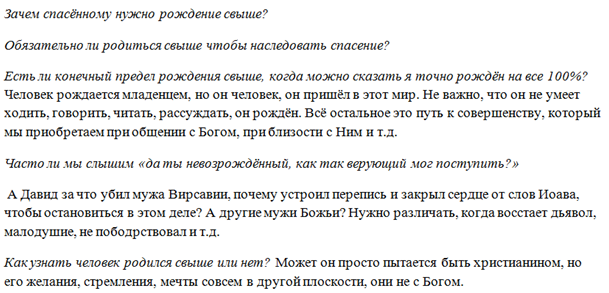 Зачем спасённому нужно рождение свыше?
Обязательно ли родиться свыше чтобы наследовать спасение?
Есть ли конечный предел рождения свыше, когда можно сказать я точно рождён на все 100%?
Человек рождается младенцем, но он человек, он пришёл в этот мир. Не важно, что он не умеет
ходить, говорить, читать, рассуждать, он рождён. Всё остальное это путь к совершенству, который
мы приобретаем при общении с Богом, при близости с Ним и т.д.
Часто ли мы слышим «да ты невозрождённый, как так верующий мог поступить?»
А Давид за что убил мужа Вирсавии, почему устроил перепись и закрыл сердце от слов Иоава,
чтобы остановиться в этом деле? А другие мужи Божьи? Нужно различать, когда восстает дьявол,
малодушие, не пободрствовал и т.д.
Как узнать человек родился свыше или нет? Может он просто пытается быть христианином, но
его желания, стремления, мечты совсем в другой плоскости, они не с Богом.